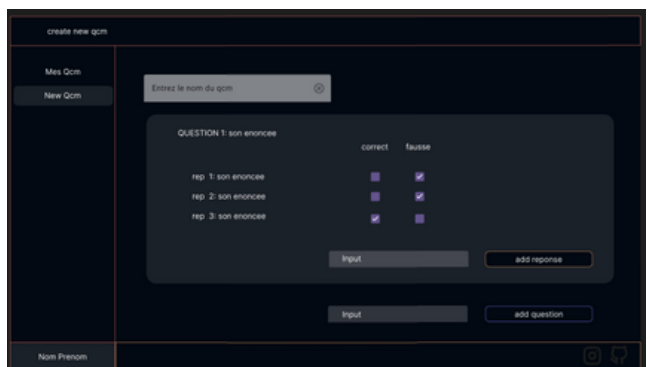 create new qcm
Mes Qcm
New Qcm
Entrez le nom du qcm
QUESTION 1: son enoncee
correct fausse
rep 1: son enoncee
rep 2: son enoncee
rep 3: son enoncee
Input add reponse
Input add question
Nom Prenom